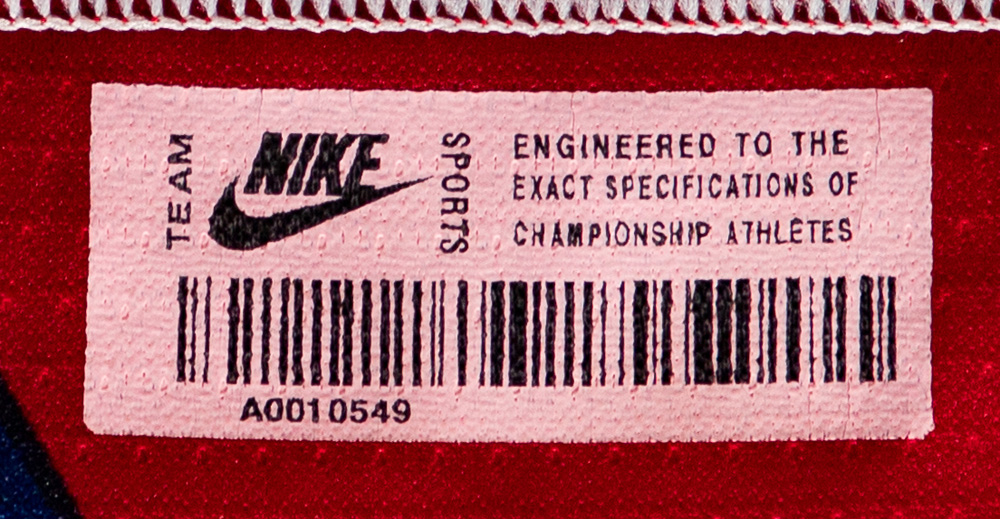 TEAM
NIKE
SPORTS
ENGINEERED TO THE
EXACT SPECIFICATIONS OF
CHAMPIONSHIP ATHLETES
A0010549